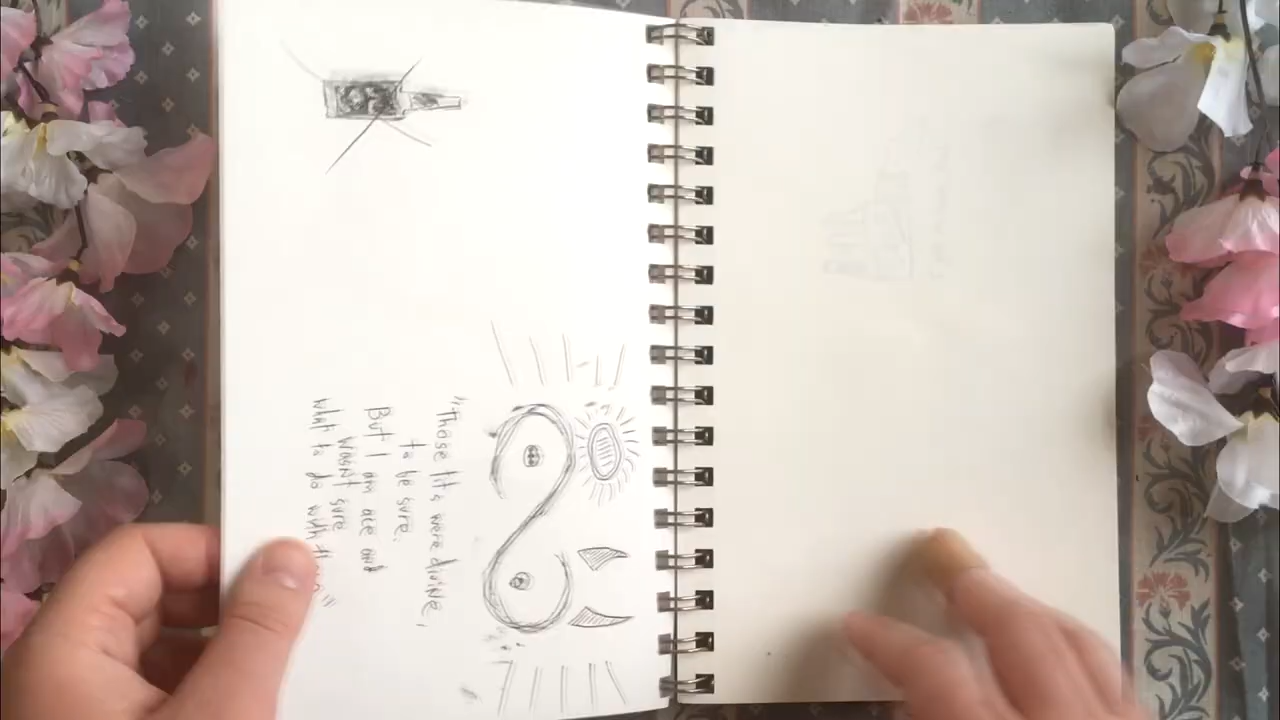 "Those tits were divine,
to be sure.
But I am ace and
wasn't sure
what to do with